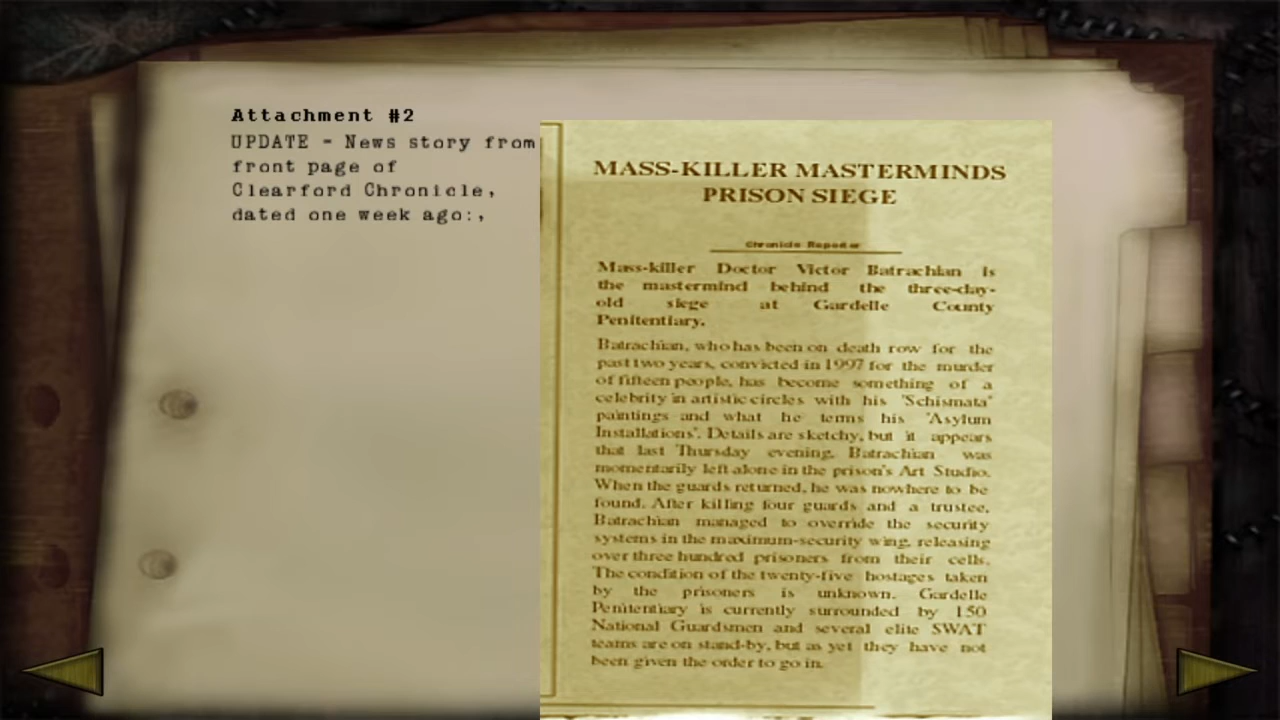 Attachment #2
UPDATE - News story from
front page of
Clearford Chronicle,
dated one week ago:,
MASS-KILLER MASTERMINDS
PRISON SIEGE
Chronicle Reporter
Mass-killer Doctor Victor Batrachian is
the mastermind behind the three-day-
old siege at Gardelle County
Penitentiary.
Batrachian, who has been on death row for the
past two years, convicted in 1997 for the murder
of fifteen people, has become something of a
celebrity in artistic circles with his 'Schismata'
paintings and what he terms his 'Asylum
Installations'. Details are sketchy, but it appears
that last Thursday evening, Batrachian was
momentarily left alone in the prison's Art Studio.
When the guards returned, he was nowhere to be
found. After killing four guards and a trustee,
Batrachian managed to override the security
systems in the maximum-security wing, releasing
over three hundred prisoners from their cells.
The condition of the twenty-five hostages taken
by the prisoners is unknown. Gardelle
Penitentiary is currently surrounded by 150
National Guardsmen and several elite SWAT
teams are on stand-by, but as yet they have not
been given the order to go in.